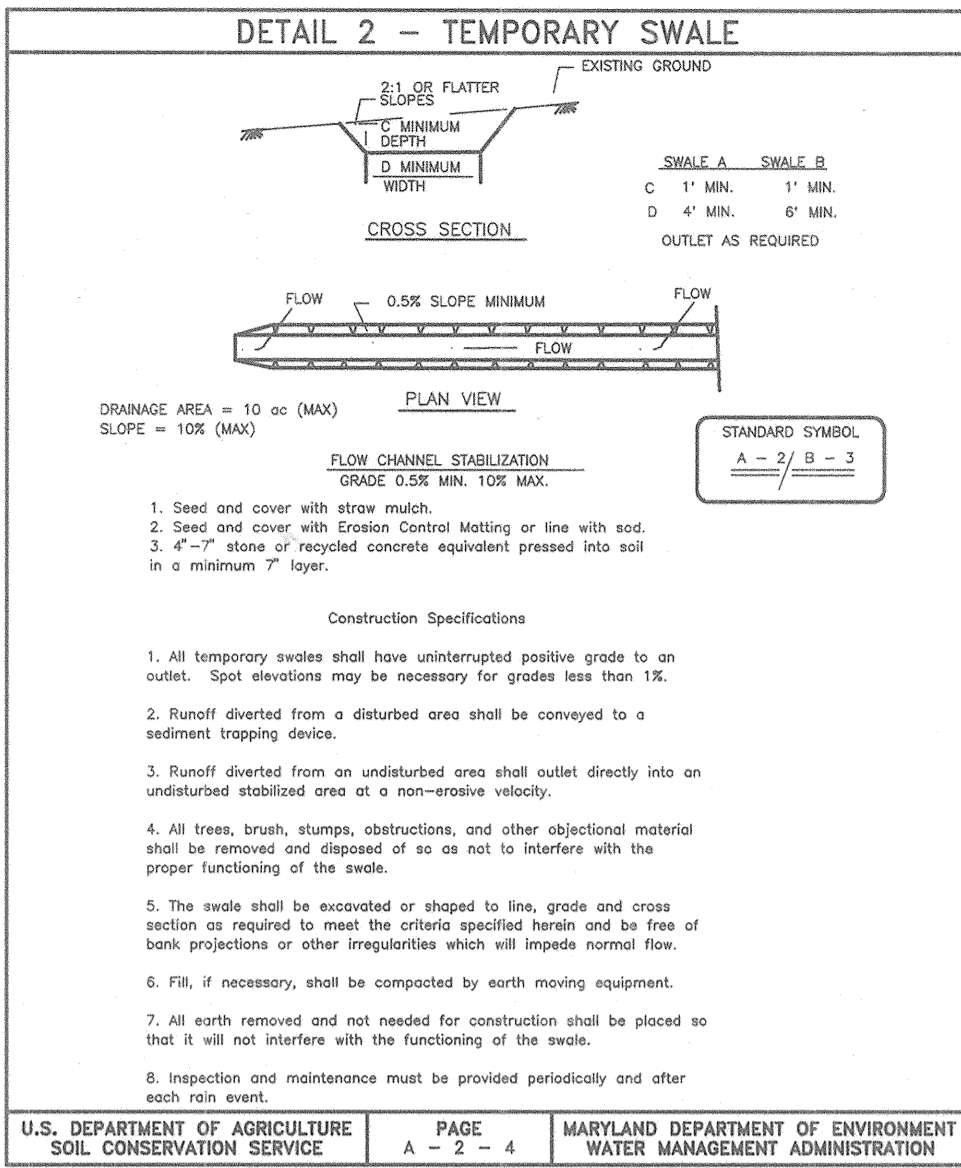 DETAIL 2 – TEMPORARY SWALE
EXISTING GROUND
2:1 OR FLATTER
SLOPES
C MINIMUM
DEPTH
D MINIMUM
WIDTH
CROSS SECTION
SWALE A SWALE B
C 1' MIN. 1' MIN.
D 4' MIN. 6' MIN.
OUTLET AS REQUIRED
FLOW
0.5% SLOPE MINIMUM
FLOW
FLOW
PLAN VIEW
DRAINAGE AREA = 10 ac (MAX)
SLOPE = 10% (MAX)
STANDARD SYMBOL
A – 2/ B – 3
FLOW CHANNEL STABILIZATION
GRADE 0.5% MIN. 10% MAX.
1. Seed and cover with straw mulch.
2. Seed and cover with Erosion Control Matting or line with sod.
3. 4"–7" stone or recycled concrete equivalent pressed into soil
in a minimum 7" layer.
Construction Specifications
1. All temporary swales shall have uninterrupted positive grade to an
outlet. Spot elevations may be necessary for grades less than 1%.
2. Runoff diverted from a disturbed area shall be conveyed to a
sediment trapping device.
3. Runoff diverted from an undisturbed area shall outlet directly into an
undisturbed stabilized area at a non–erosive velocity.
4. All trees, brush, stumps, obstructions, and other objectional material
shall be removed and disposed of so as not to interfere with the
proper functioning of the swale.
5. The swale shall be excavated or shaped to line, grade and cross
section as required to meet the criteria specified herein and be free of
bank projections or other irregularities which will impede normal flow.
6. Fill, if necessary, shall be compacted by earth moving equipment.
7. All earth removed and not needed for construction shall be placed so
that it will not interfere with the functioning of the swale.
8. Inspection and maintenance must be provided periodically and after
each rain event.
U.S. DEPARTMENT OF AGRICULTURE
SOIL CONSERVATION SERVICE
PAGE
A – 2 – 4
MARYLAND DEPARTMENT OF ENVIRONMENT
WATER MANAGEMENT ADMINISTRATION